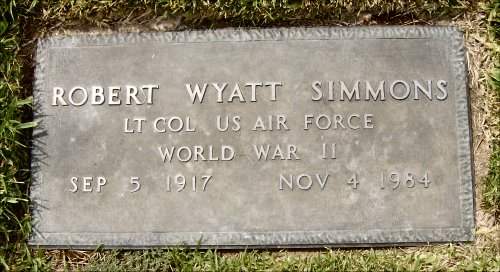 ROBERT WYATT SIMMONS
LT COL US AIR FORCE
WORLD WAR II
SEP 5 1917 NOV 4 1984